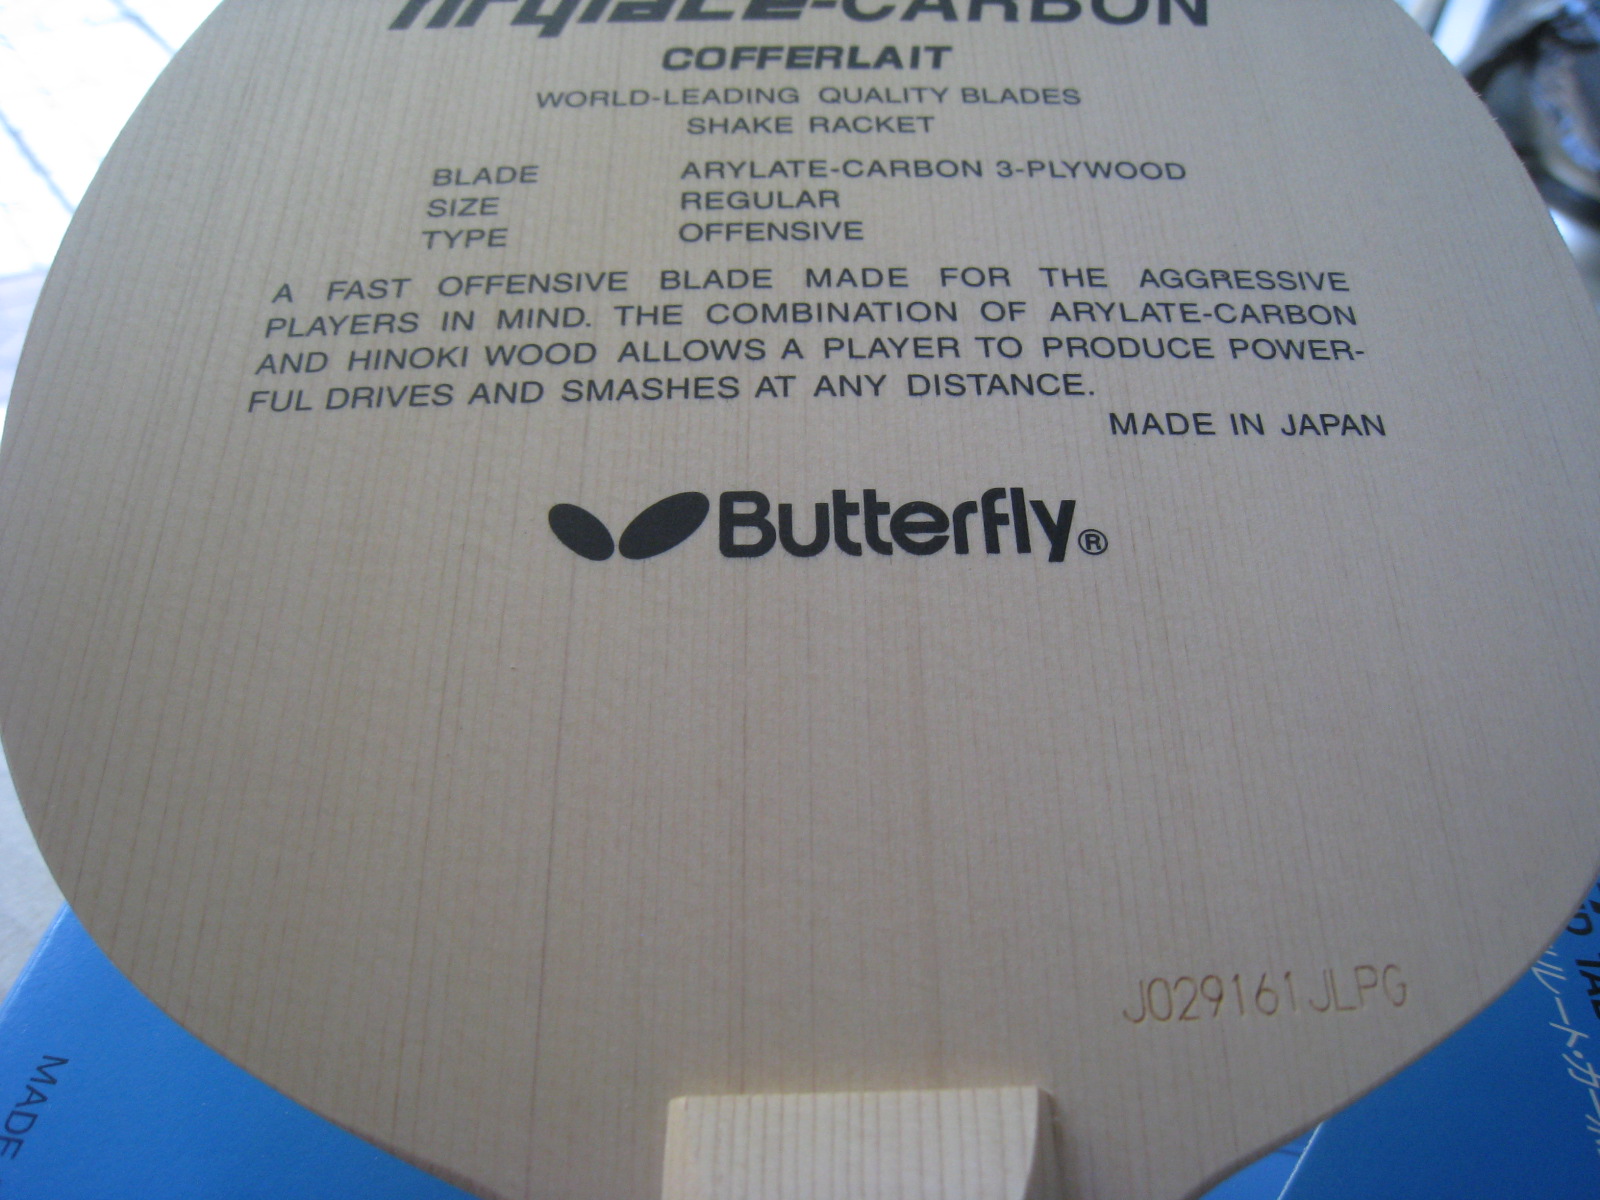 Arylate-CARBON
COFFERLAIT
WORLD-LEADING QUALITY BLADES
SHAKE RACKET
BLADE ARYLATE-CARBON 3-PLYWOOD
SIZE REGULAR
TYPE OFFENSIVE
A FAST OFFENSIVE BLADE MADE FOR THE AGGRESSIVE
PLAYERS IN MIND. THE COMBINATION OF ARYLATE-CARBON
AND HINOKI WOOD ALLOWS A PLAYER TO PRODUCE POWER-
FUL DRIVES AND SMASHES AT ANY DISTANCE.
MADE IN JAPAN
Butterfly®
J029161JLPG
MADE